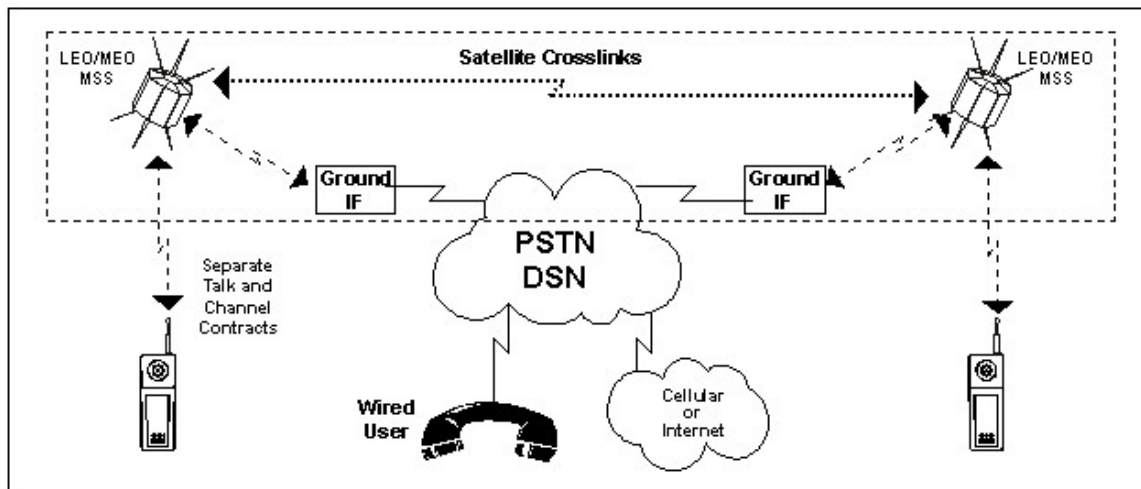 LEO/MEO
MSS
Satellite Crosslinks
LEO/MEO
MSS
Ground
IF
Ground
IF
PSTN
DSN
Separate
Talk and
Channel
Contracts
Wired
User
Cellular
or
Internet